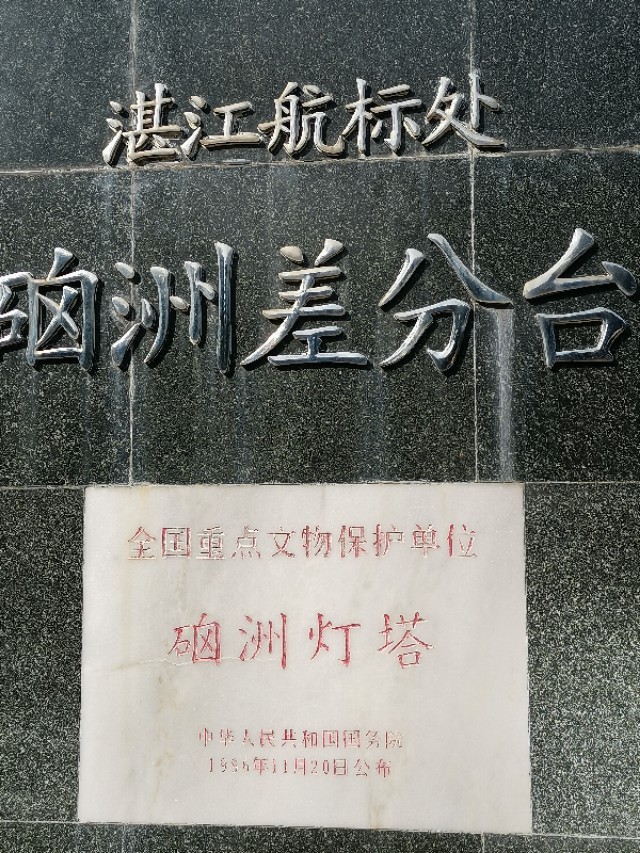 湛江航标处
硇洲差分台
全国重点文物保护单位
硇洲灯塔
中华人民共和国国务院
1996年11月20日公布